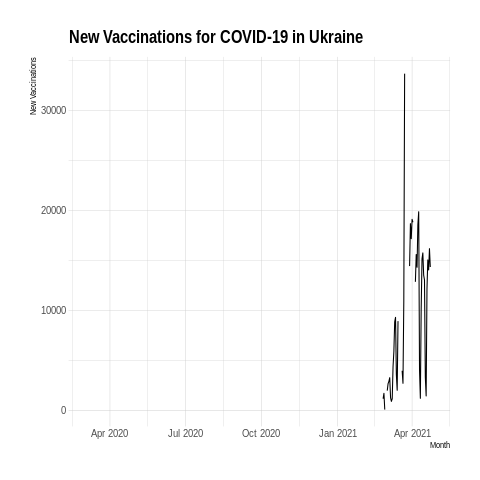 New Vaccinations for COVID-19 in Ukraine
New Vaccinations
30000
20000
10000
0
Apr 2020 Jul 2020 Oct 2020 Jan 2021 Apr 2021
Month